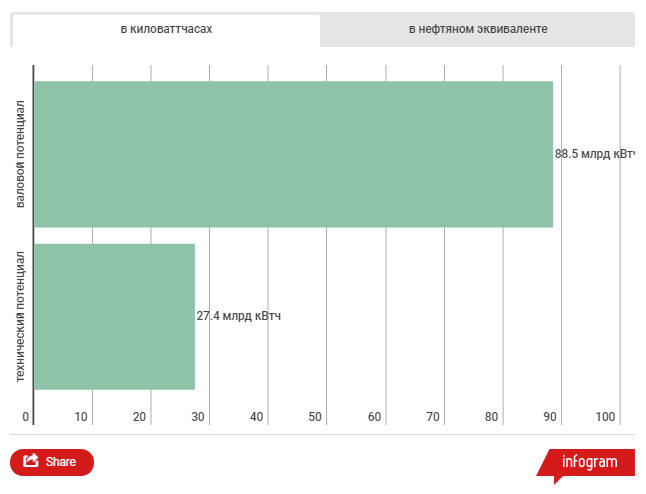 в киловаттчасах
в нефтяном эквиваленте
валовой потенциал
88.5 млрд кВтч
технический потенциал
27.4 млрд кВтч
0 10 20 30 40 50 60 70 80 90 100
Share
infogram